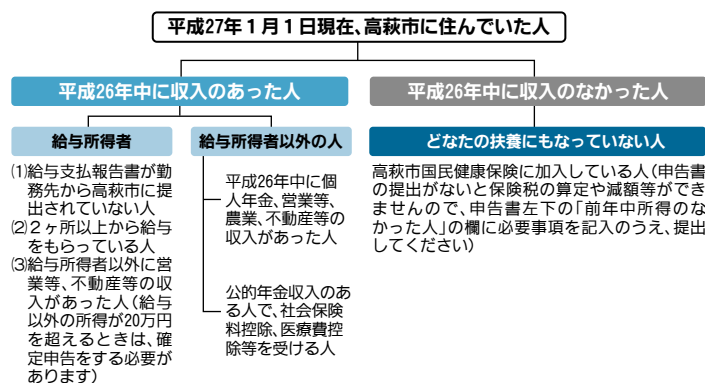 平成27年1月1日現在、高萩市に住んでいた人
平成26年中に収入のあった人
平成26年中に収入のなかった人
給与所得者
給与所得者以外の人
どなたの扶養にもなっていない人
⑴給与支払報告書が勤
務先から高萩市に提
出されていない人
⑵2ヶ所以上から給与
をもらっている人
⑶給与所得者以外に営
業等、不動産等の収
入があった人（給与
以外の所得が20万円
を超えるときは、確
定申告をする必要が
あります）
平成26年中に個
人年金、営業等、
農業、不動産等の
収入があった人
公的年金収入のあ
る人で、社会保険
料控除、医療費控
除等を受ける人
高萩市国民健康保険に加入している人（申告書
の提出がないと保険税の算定や減額等ができ
ませんので、申告書左下の「前年中所得のな
かった人」の欄に必要事項を記入のうえ、提出
してください）